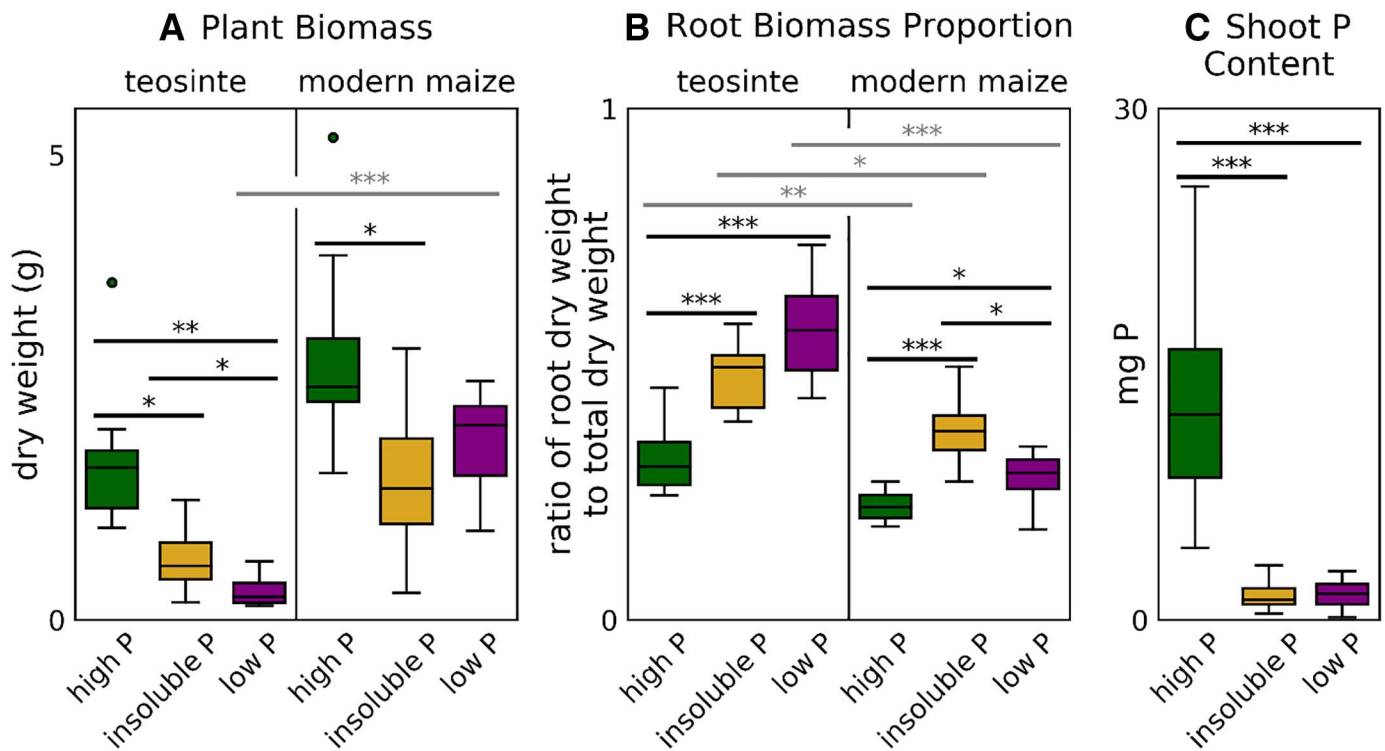 A Plant Biomass
teosinte modern maize
dry weight (g)
5
0
***
*
**
*
*
high P
insoluble P
low P
high P
insoluble P
low P
B Root Biomass Proportion
teosinte modern maize
ratio of root dry weight
to total dry weight
1
0
***
*
**
***
***
*
*
***
high P
insoluble P
low P
high P
insoluble P
low P
C Shoot P
Content
mg P
30
0
***
***
high P
insoluble P
low P